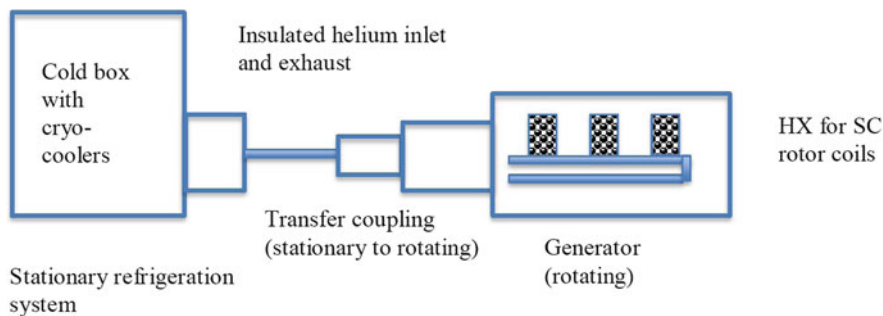 Cold box
with
cryo-
coolers
Insulated helium inlet
and exhaust
HX for SC
rotor coils
Transfer coupling
(stationary to rotating)
Generator
(rotating)
Stationary refrigeration
system